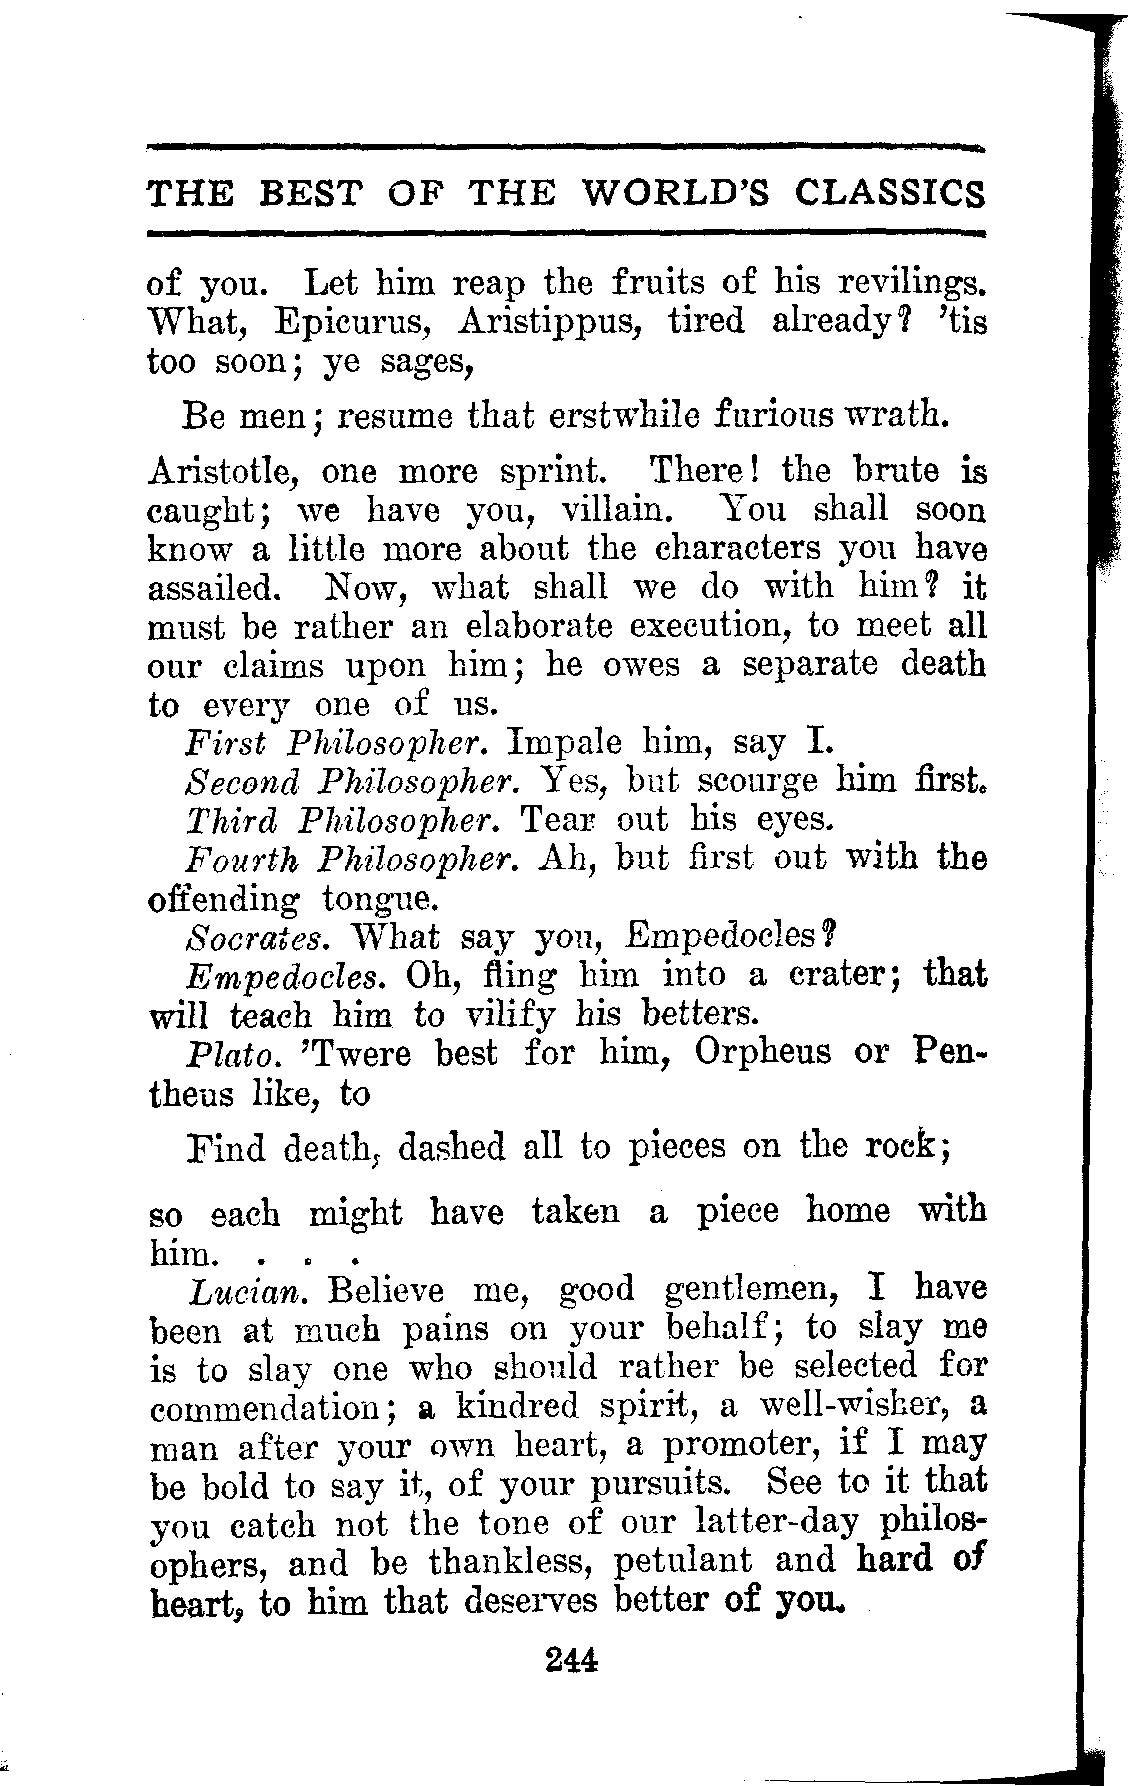 THE BEST OF THE WORLD'S CLASSICS
of you. Let him reap the fruits of his revilings.
What, Epicurus, Aristippus, tired already? 'tis
too soon; ye sages,
Be men; resume that erstwhile furious wrath.
Aristotle, one more sprint. There! the brute is
caught; we have you, villain. You shall soon
know a little more about the characters you have
assailed. Now, what shall we do with him? it
must be rather an elaborate execution, to meet all
our claims upon him; he owes a separate death
to every one of us.
First Philosopher. Impale him, say I.
Second Philosopher. Yes, but scourge him first.
Third Philosopher. Tear out his eyes.
Fourth Philosopher. Ah, but first out with the
offending tongue.
Socrates. What say you, Empedocles?
Empedocles. Oh, fling him into a crater; that
will teach him to vilify his betters.
Plato. 'Twere best for him, Orpheus or Pen-
theus like, to
Find death, dashed all to pieces on the rock;
so each might have taken a piece home with
him. . . .
Lucian. Believe me, good gentlemen, I have
been at much pains on your behalf; to slay me
is to slay one who should rather be selected for
commendation; a kindred spirit, a well-wisher, a
man after your own heart, a promoter, if I may
be bold to say it, of your pursuits. See to it that
you catch not the tone of our latter-day philos-
ophers, and be thankless, petulant and hard of
heart, to him that deserves better of you.
244